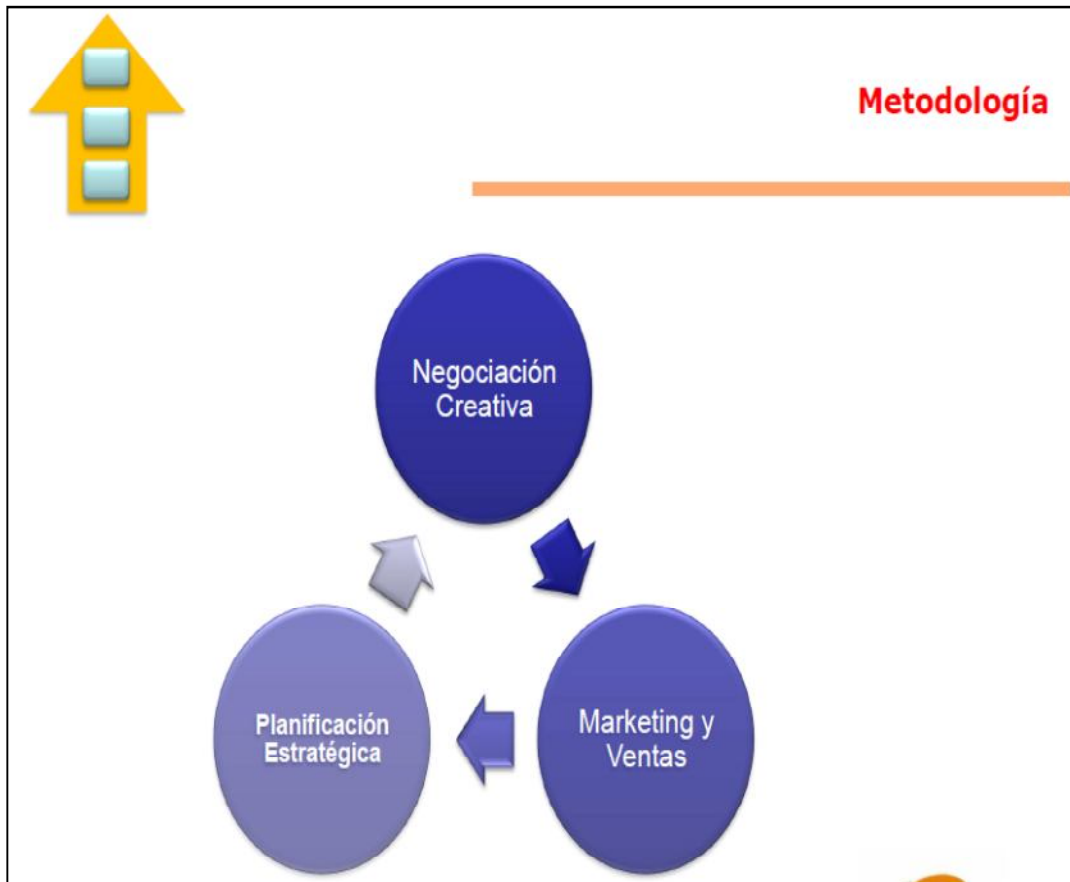 Metodología
Negociación
Creativa
Planificación
Estratégica
Marketing y
Ventas